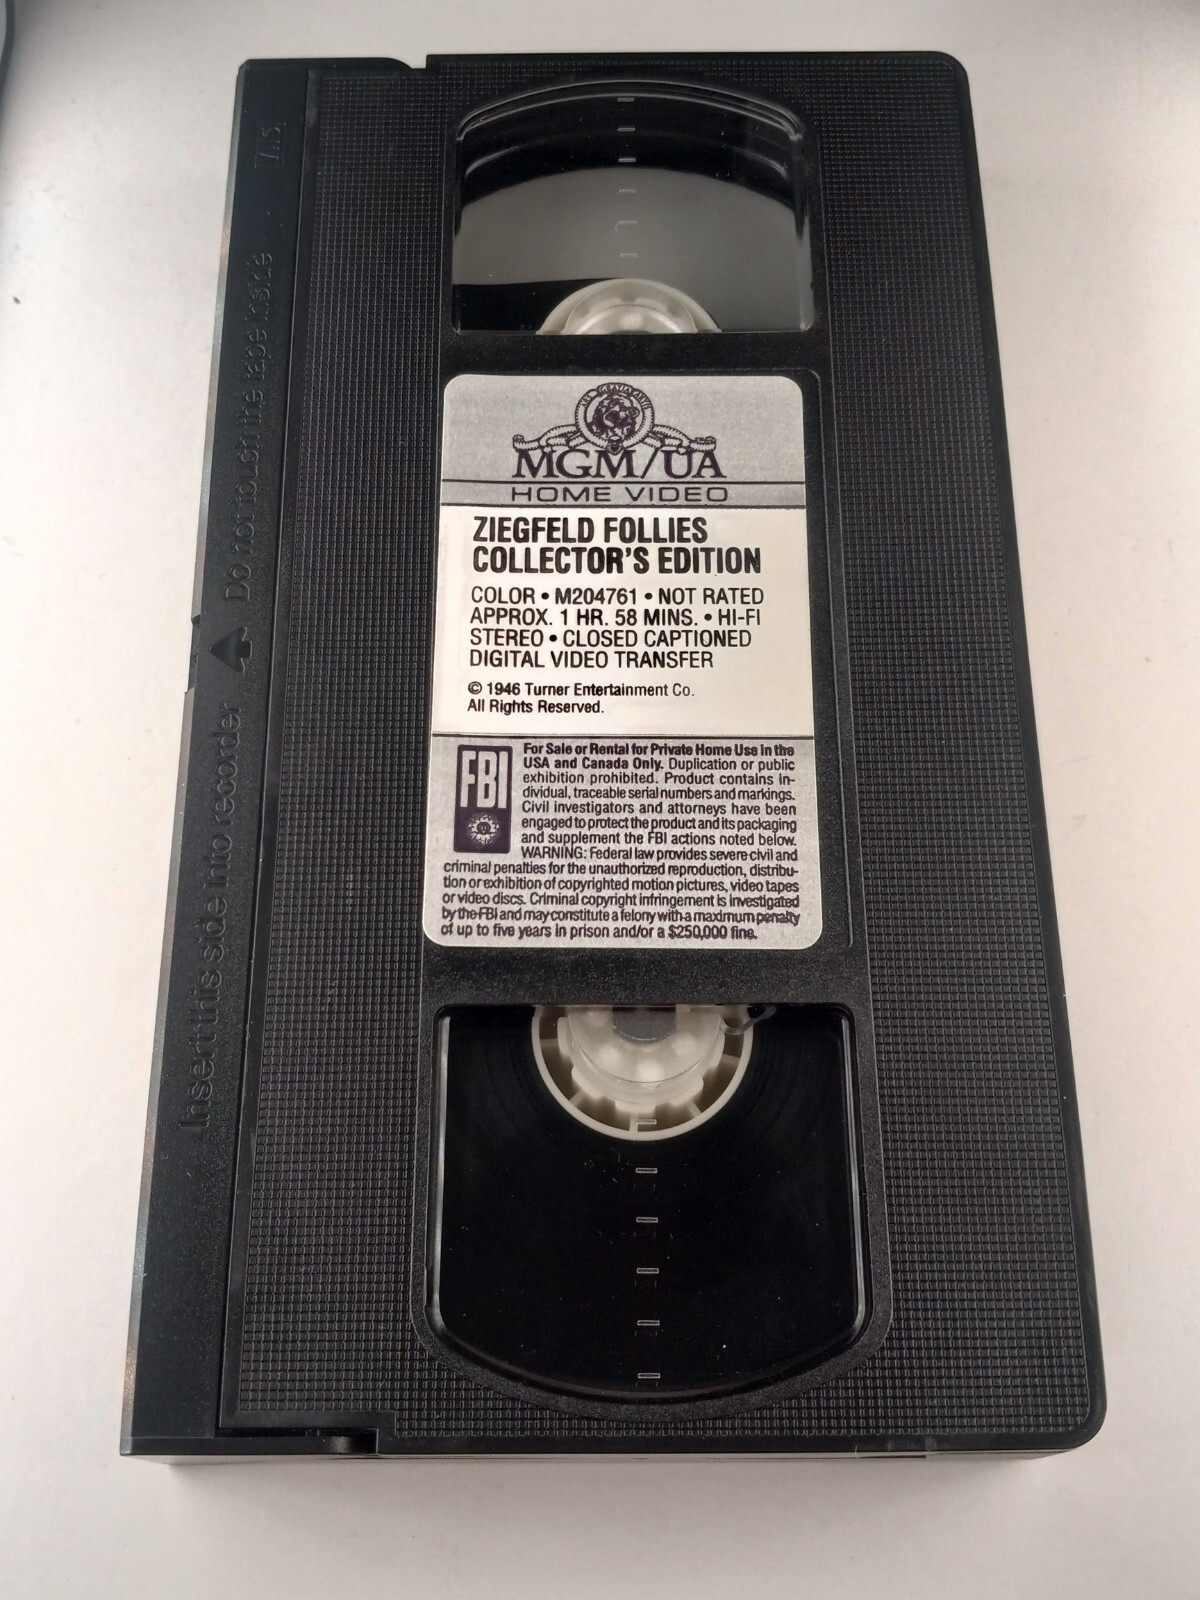 T.S
Do not touch the tape inside
Insert this side into recorder
ARS GRATIA ARTIS
MGM/UA
HOME VIDEO
ZIEGFELD FOLLIES
COLLECTOR'S EDITION
COLOR • M204761 • NOT RATED
APPROX. 1 HR. 58 MINS. • HI-FI
STEREO • CLOSED CAPTIONED
DIGITAL VIDEO TRANSFER
© 1946 Turner Entertainment Co.
All Rights Reserved.
FBI
For Sale or Rental for Private Home Use in the
USA and Canada Only. Duplication or public
exhibition prohibited. Product contains in-
dividual, traceable serial numbers and markings.
Civil investigators and attorneys have been
engaged to protect the product and its packaging
and supplement the FBI actions noted below.
WARNING: Federal law provides severe civil and
criminal penalties for the unauthorized reproduction, distribu-
tion or exhibition of copyrighted motion pictures, video tapes
or video discs. Criminal copyright infringement is investigated
by the FBI and may constitute a felony with a maximum penalty
of up to five years in prison and/or a $250,000 fine.